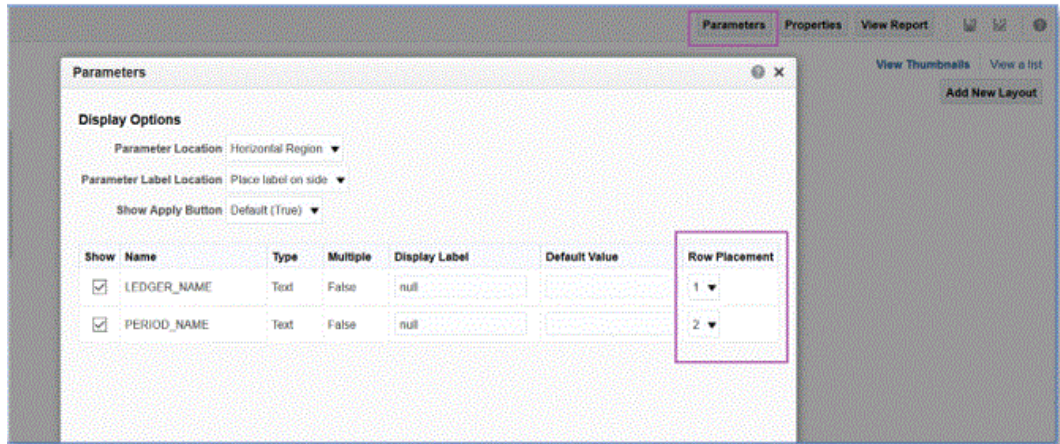 Parameters Properties View Report
View Thumbnails View a list
Add New Layout
Parameters
Display Options
Parameter Location Horizontal Region
Parameter Label Location Place label on side
Show Apply Button Default (True)
Show Name Type Multiple Display Label Default Value Row Placement
LEDGER_NAME Text False null 1
PERIOD_NAME Text False null 2